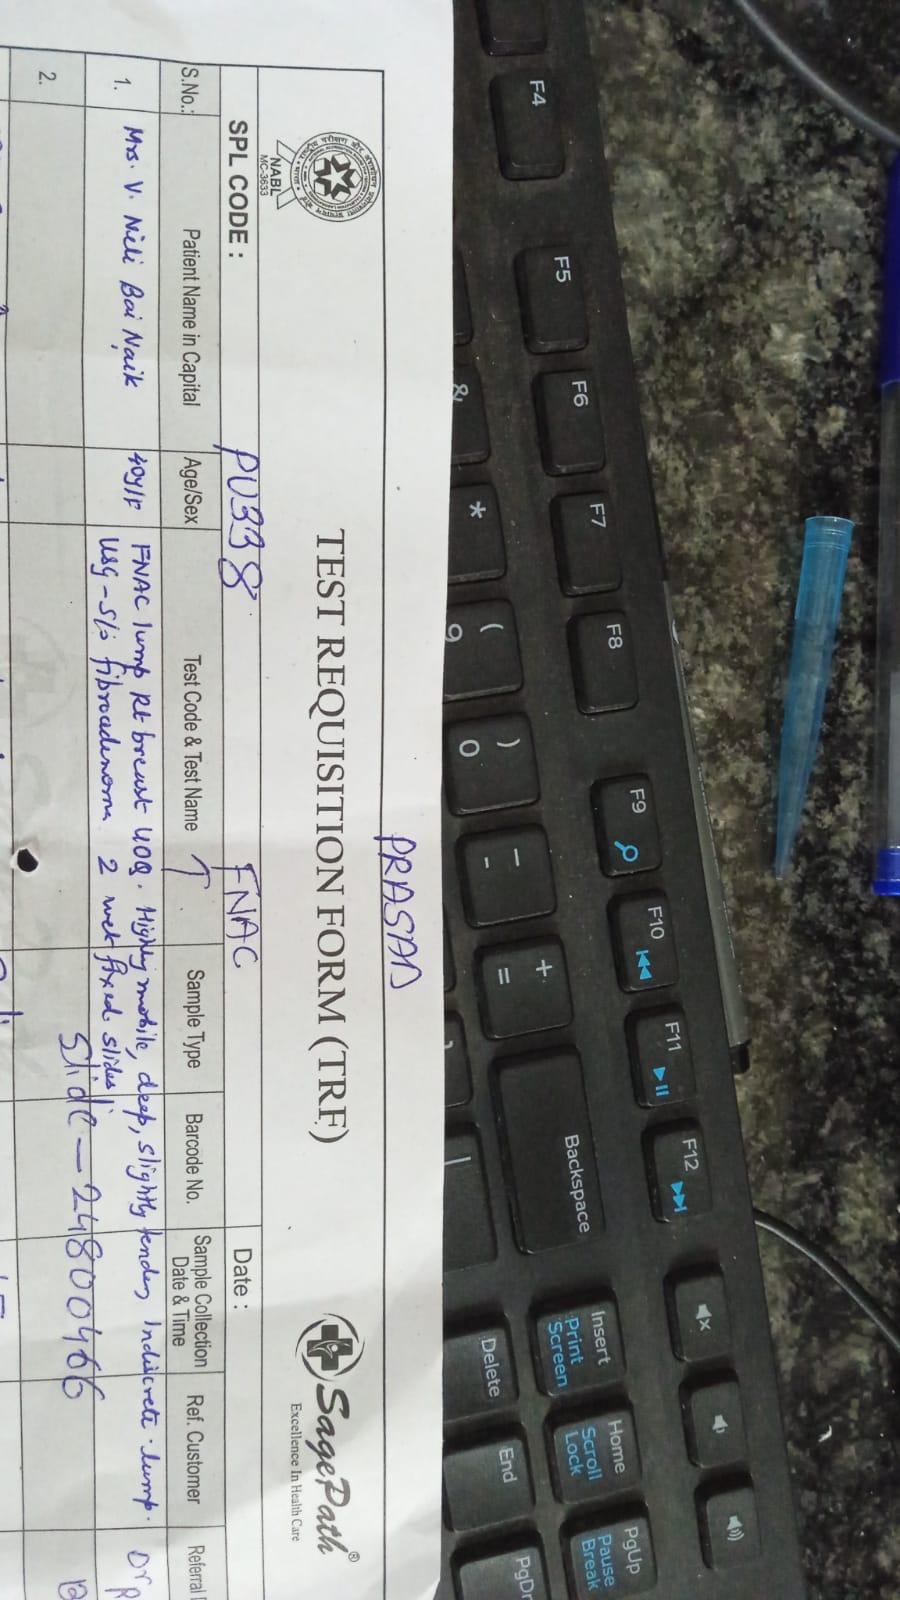 PRASAD
TEST REQUISITION FORM (TRF)
NABL
MC-3633
SagePath®
Excellence In Health Care
SPL CODE : PU338 FNAC Date :
S.No.: Patient Name in Capital Age/Sex Test Code & Test Name Sample Type Barcode No. Sample Collection Date & Time Ref. Customer Referral
1. Mrs. V. Nili Bai Naik 40y/F FNAC lump Rt breast UOQ. Highly mobile, deep, slightly tender, Indiscrete lump. Dr
USG - S/o fibroadenoma 2 wet fixed slides
Slide - 24800466
2.
F4
F5
F6
F7
F8
F9
F10
F11
F12
&
*
( 9
) 0
_ -
+ =
Backspace
Insert
Print Screen
Home
Scroll Lock
PgUp
Pause Break
Delete
End
PgDn